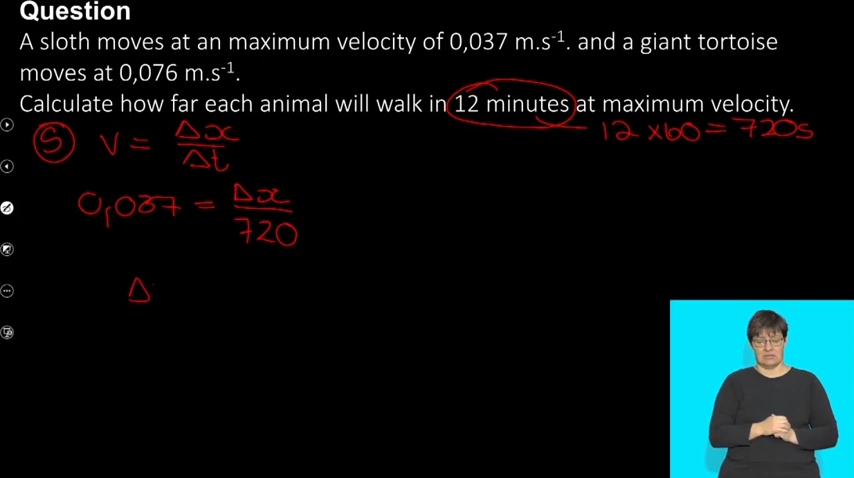 Question
A sloth moves at an maximum velocity of 0,037 m.s-1. and a giant tortoise
moves at 0,076 m.s-1.
Calculate how far each animal will walk in 12 minutes at maximum velocity.
12 x 60 = 720s
S V = Δx/Δt
0,037 = Δx/720
Δ